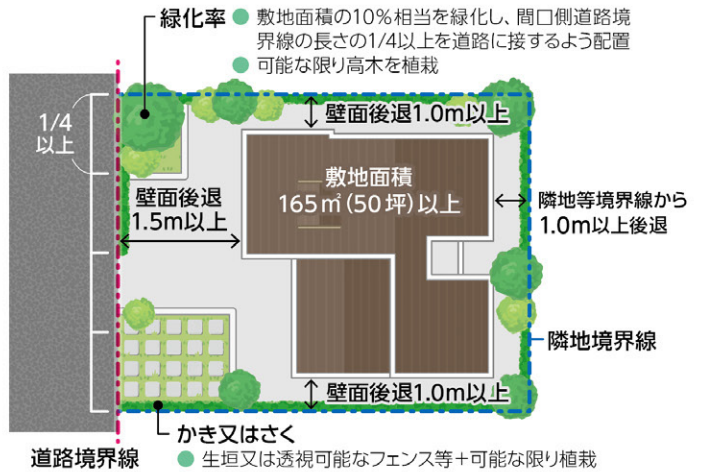 緑化率 ● 敷地面積の10%相当を緑化し、間口側道路境
界線の長さの1/4以上を道路に接するよう配置
● 可能な限り高木を植栽
1/4
以上
壁面後退1.0m以上
壁面後退
1.5m以上
敷地面積
165㎡(50坪)以上
隣地等境界線から
1.0m以上後退
隣地境界線
壁面後退1.0m以上
かき又はさく
道路境界線
● 生垣又は透視可能なフェンス等+可能な限り植栽